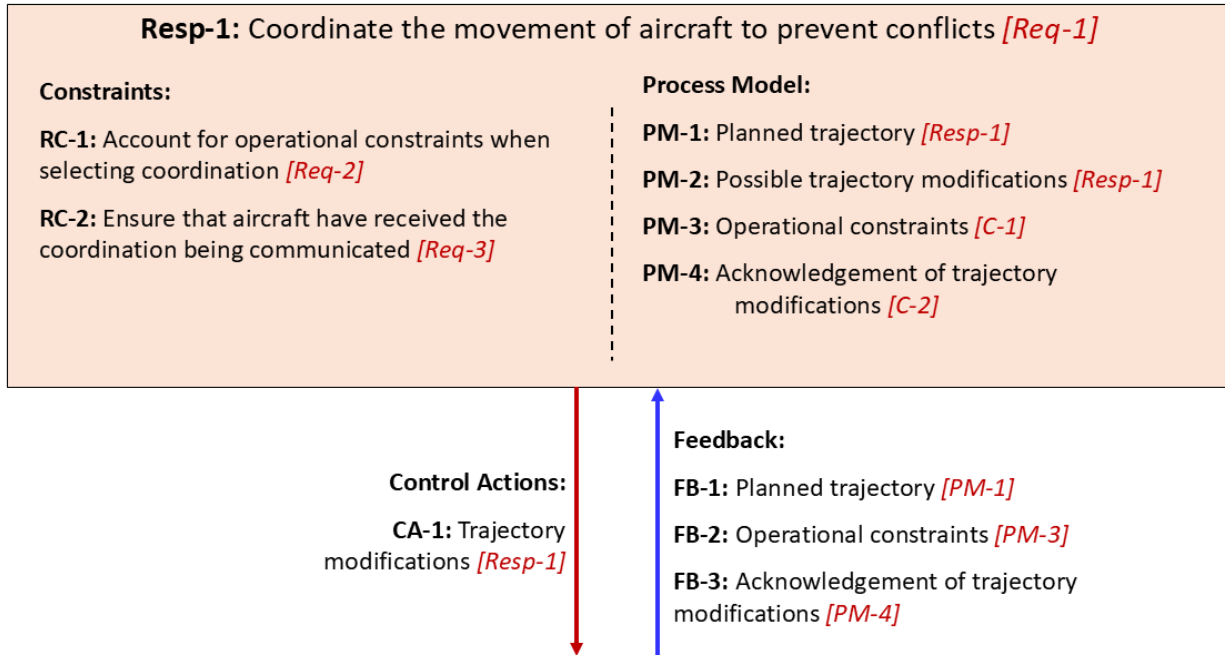 Resp-1: Coordinate the movement of aircraft to prevent conflicts [Req-1]
Constraints:
RC-1: Account for operational constraints when
selecting coordination [Req-2]
RC-2: Ensure that aircraft have received the
coordination being communicated [Req-3]
Process Model:
PM-1: Planned trajectory [Resp-1]
PM-2: Possible trajectory modifications [Resp-1]
PM-3: Operational constraints [C-1]
PM-4: Acknowledgement of trajectory
modifications [C-2]
Control Actions:
CA-1: Trajectory
modifications [Resp-1]
Feedback:
FB-1: Planned trajectory [PM-1]
FB-2: Operational constraints [PM-3]
FB-3: Acknowledgement of trajectory
modifications [PM-4]